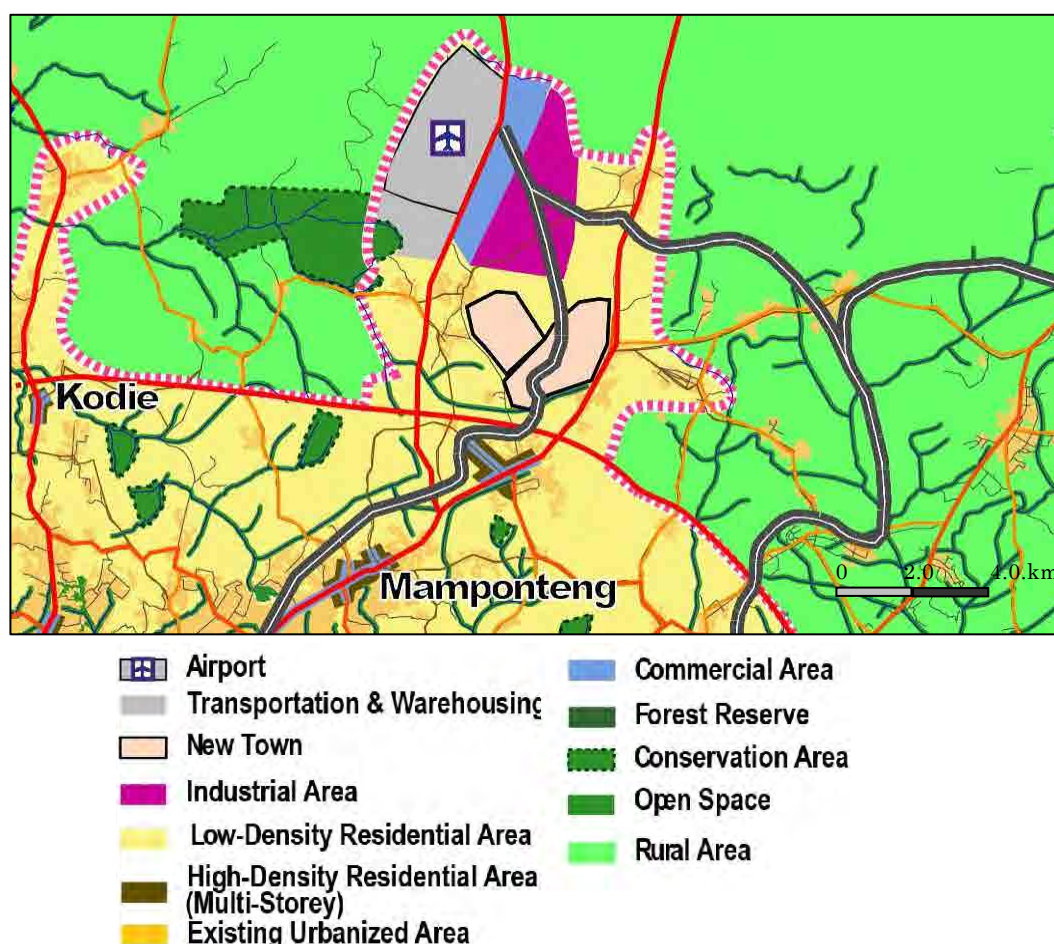 Kodie
Mamponteng
0 2.0 4.0.km
Airport
Transportation & Warehousing
New Town
Industrial Area
Low-Density Residential Area
High-Density Residential Area
(Multi-Storey)
Existing Urbanized Area
Commercial Area
Forest Reserve
Conservation Area
Open Space
Rural Area